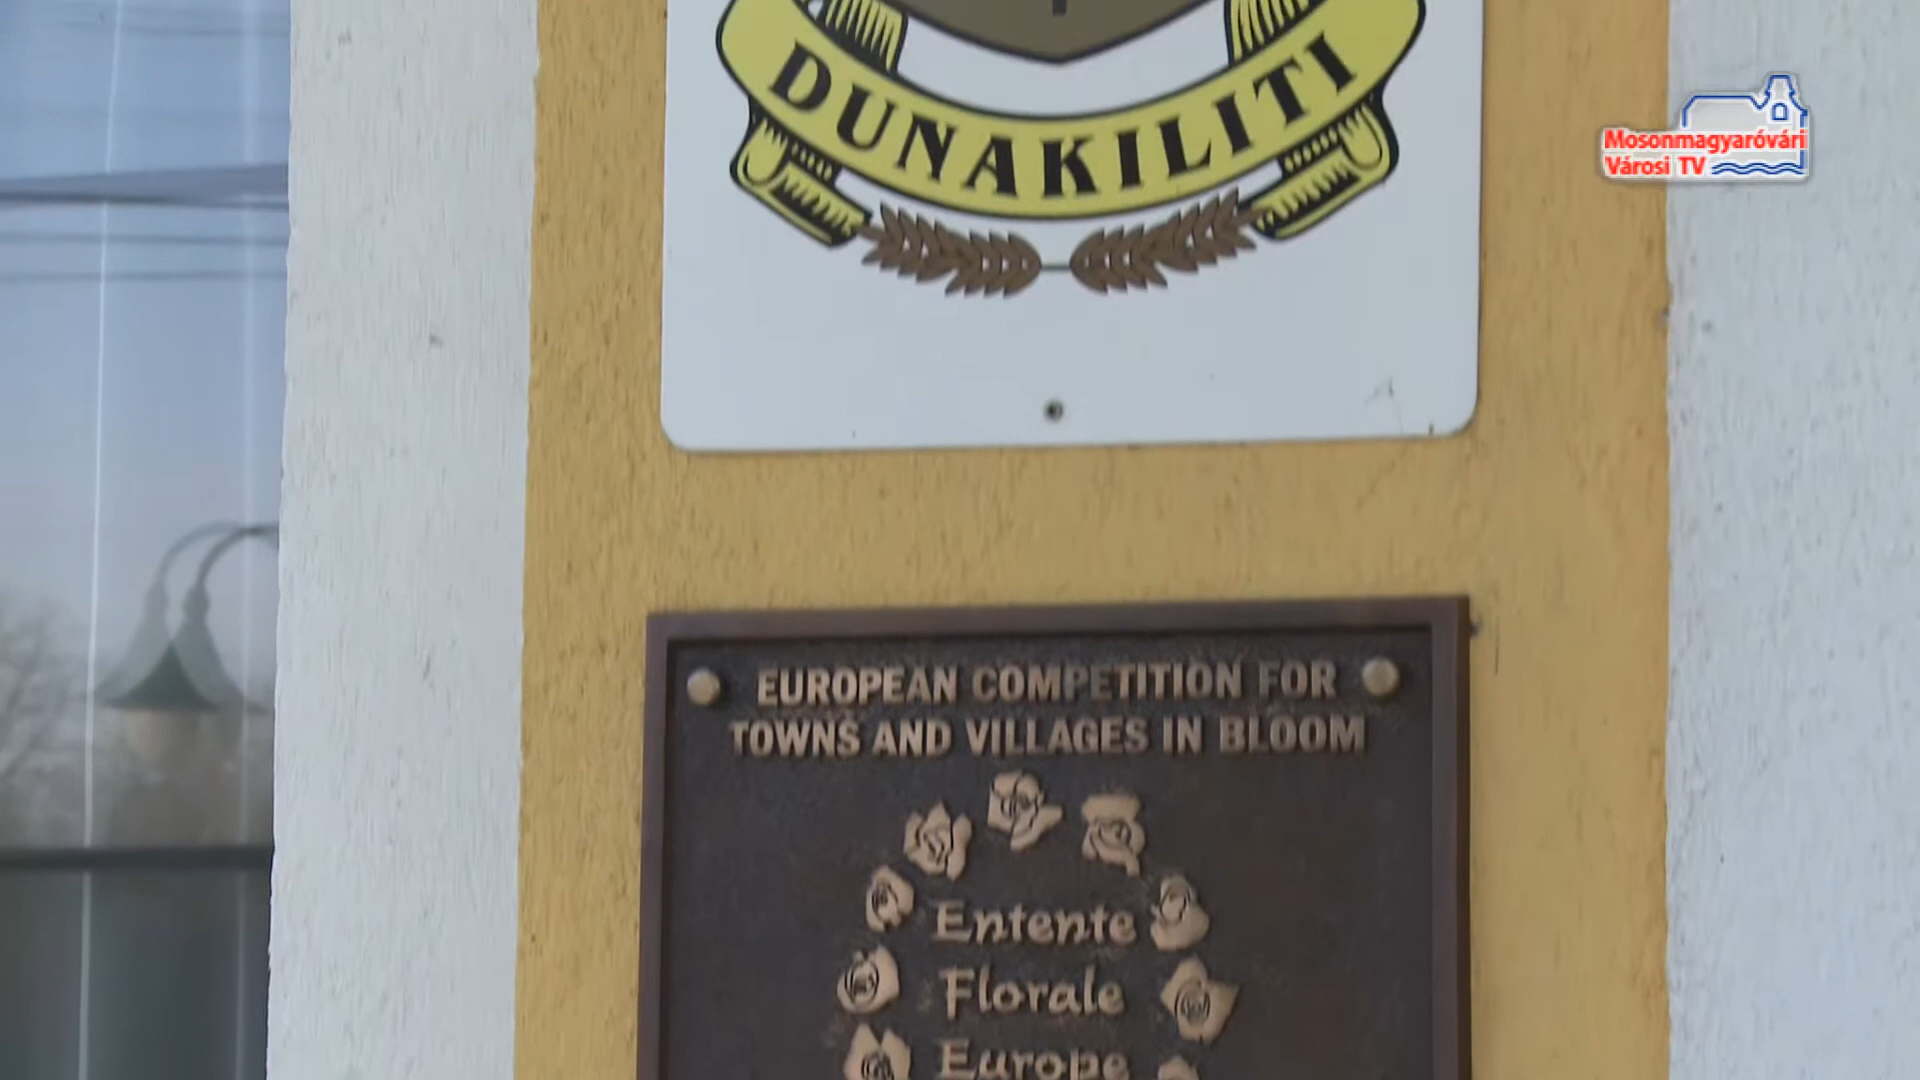 DUNAKILITI
Mosonmagyaróvári
Városi TV
EUROPEAN COMPETITION FOR
TOWNS AND VILLAGES IN BLOOM
Entente
Florale
Europe